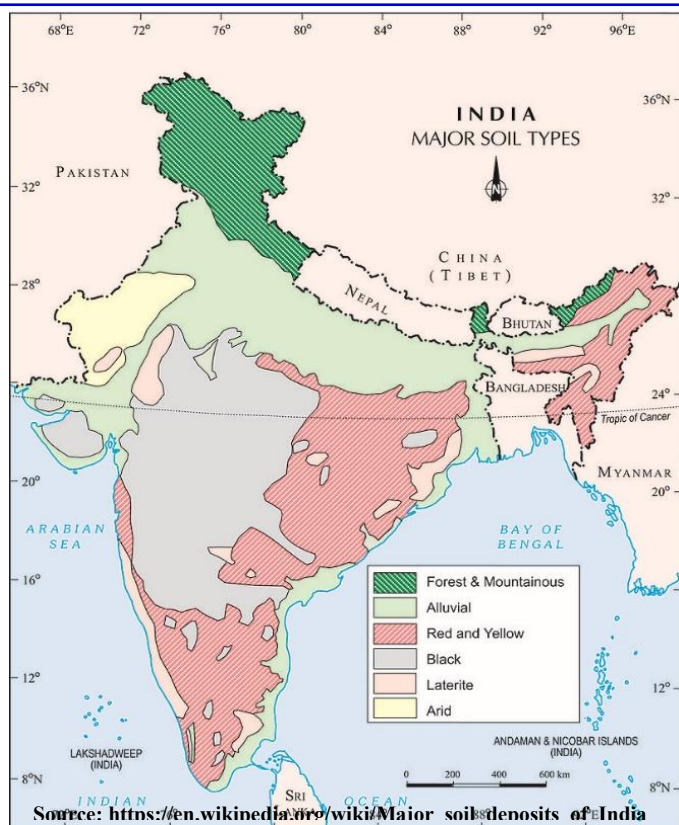 68°E 72° 76° 80° 84° 88° 92° 96°E
36°N 36°N
INDIA
MAJOR SOIL TYPES
N
PAKISTAN
32° 32°
CHINA
(TIBET)
28° 28°
NEPAL
BHUTAN
BANGLADESH
24° 24°
Tropic of Cancer
MYANMAR
20° 20°
ARABIAN
SEA
BAY OF
BENGAL
16° 16°
Forest & Mountainous
Alluvial
Red and Yellow
Black
Laterite
Arid
12° 12°
LAKSHADWEEP
(INDIA)
ANDAMAN & NICOBAR ISLANDS
(INDIA)
0 200 400 600 km
8°N 8°N
INDIAN OCEAN
SRI
Source: https://en.wikipedia.org/wiki/Major_soil_deposits_of_India